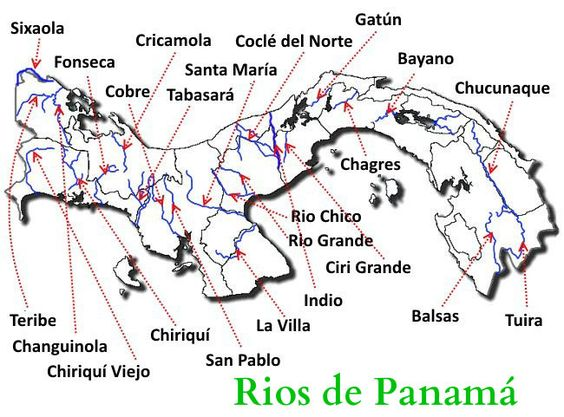 Sixaola
Fonseca
Cricamola
Cobre
Santa María
Tabasará
Coclé del Norte
Gatún
Bayano
Chucunaque
Chagres
Rio Chico
Rio Grande
Ciri Grande
Indio
La Villa
San Pablo
Chiriquí
Teribe
Changuinola
Chiriquí Viejo
Balsas
Tuira
Rios de Panamá